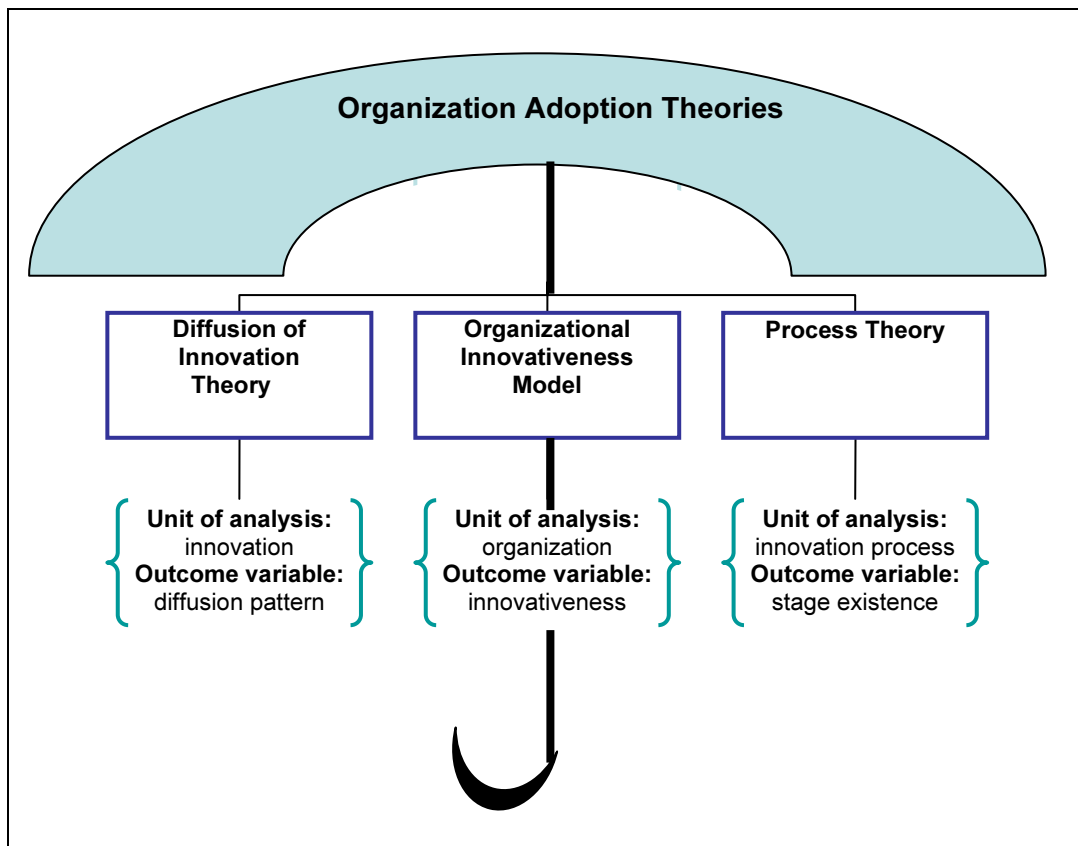 Organization Adoption Theories
Diffusion of
Innovation
Theory
Organizational
Innovativeness
Model
Process Theory
Unit of analysis:
innovation
Outcome variable:
diffusion pattern
Unit of analysis:
organization
Outcome variable:
innovativeness
Unit of analysis:
innovation process
Outcome variable:
stage existence